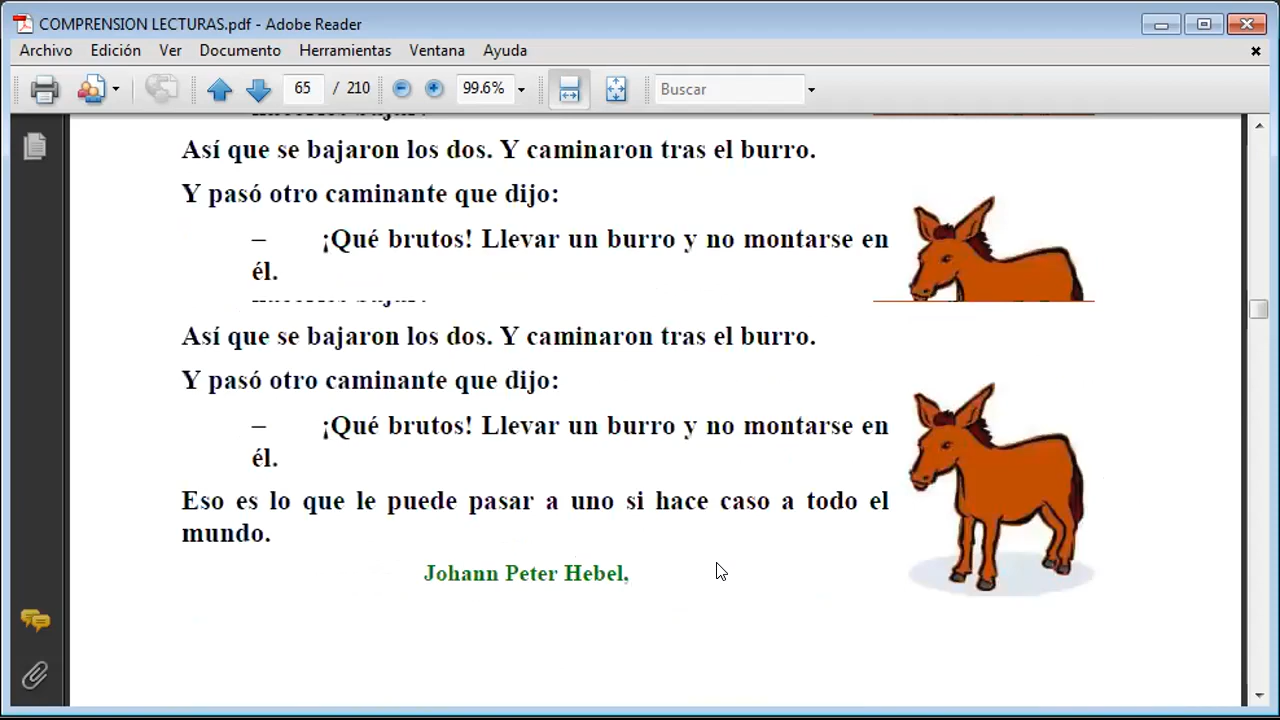 COMPRENSION LECTURAS.pdf - Adobe Reader
Archivo Edición Ver Documento Herramientas Ventana Ayuda
65 / 210 99.6% Buscar
Así que se bajaron los dos. Y caminaron tras el burro.
Y pasó otro caminante que dijo:
– ¡Qué brutos! Llevar un burro y no montarse en
él.
Así que se bajaron los dos. Y caminaron tras el burro.
Y pasó otro caminante que dijo:
– ¡Qué brutos! Llevar un burro y no montarse en
él.
Eso es lo que le puede pasar a uno si hace caso a todo el
mundo.
Johann Peter Hebel,